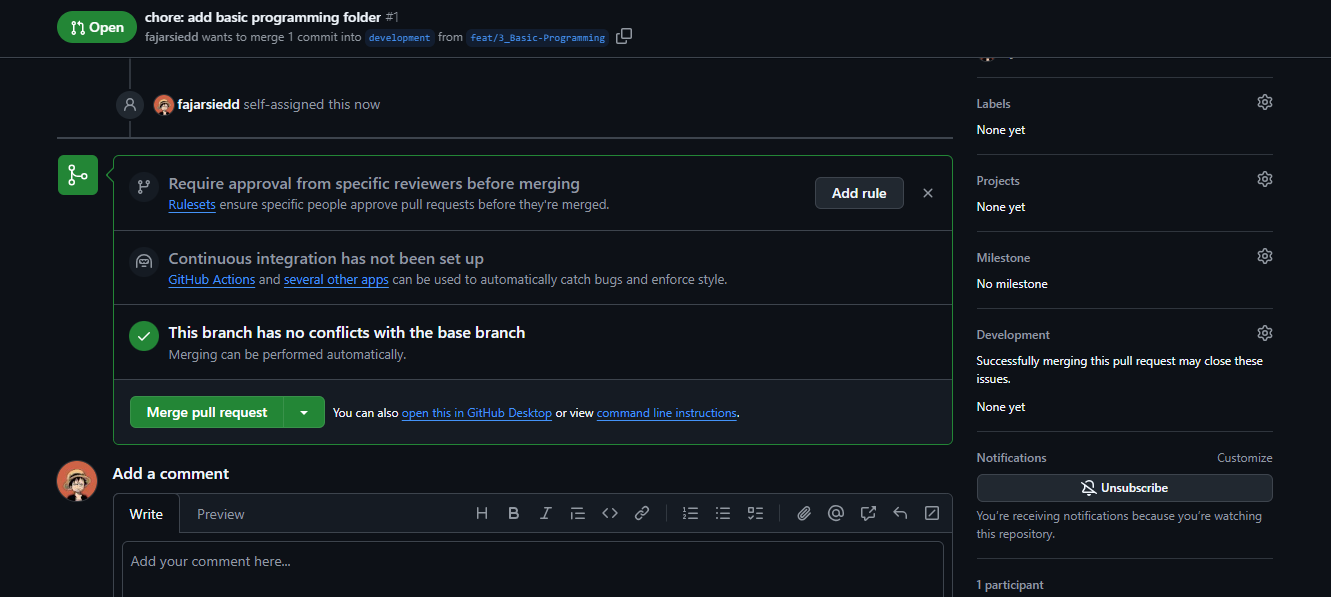 Open
chore: add basic programming folder #1
fajarsiedd wants to merge 1 commit into development from feat/3_Basic-Programming
fajarsiedd self-assigned this now
Require approval from specific reviewers before merging
Rulesets ensure specific people approve pull requests before they're merged.
Add rule
Continuous integration has not been set up
GitHub Actions and several other apps can be used to automatically catch bugs and enforce style.
This branch has no conflicts with the base branch
Merging can be performed automatically.
Merge pull request
You can also open this in GitHub Desktop or view command line instructions.
Add a comment
Write
Preview
Add your comment here...
Labels
None yet
Projects
None yet
Milestone
No milestone
Development
Successfully merging this pull request may close these
issues.
None yet
Notifications
Customize
Unsubscribe
You're receiving notifications because you're watching
this repository.
1 participant